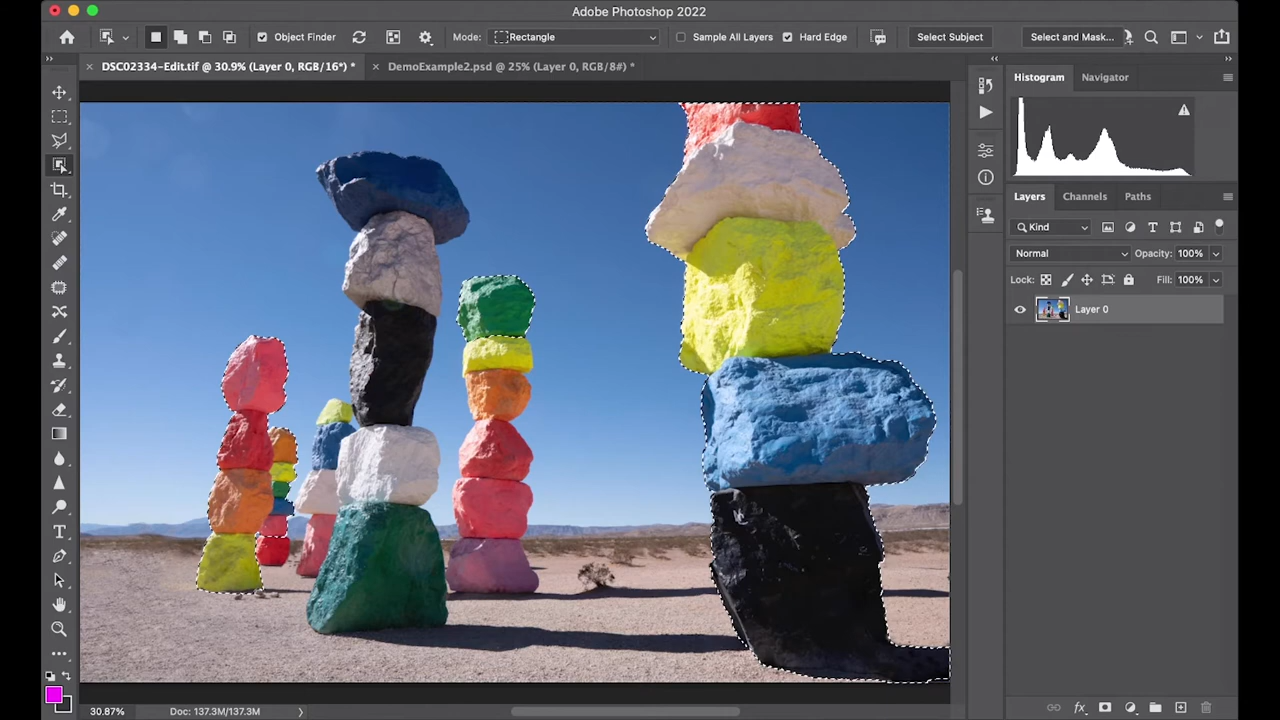 Adobe Photoshop 2022
Object Finder
Mode: Rectangle
Sample All Layers
Hard Edge
Select Subject
Select and Mask...
DSC02334-Edit.tif @ 30.9% (Layer 0, RGB/16*) *
DemoExample2.psd @ 25% (Layer 0, RGB/8#) *
Histogram
Navigator
Layers
Channels
Paths
Kind
Normal
Opacity: 100%
Lock:
Fill: 100%
Layer 0
30.87%
Doc: 137.3M/137.3M